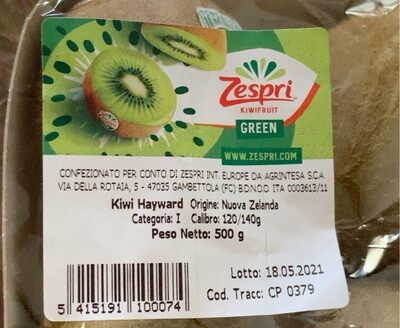 Zespri
KIWIFRUIT
GREEN
WWW.ZESPRI.COM
CONFEZIONATO PER CONTO DI ZESPRI INT. EUROPE DA AGRINTESA S.C.A
VIA DELLA ROTAIA, 5 - 47035 GAMBETTOLA (FC) B.D.N.O.O. ITA 0003613/11
Kiwi Hayward Origine: Nuova Zelanda
Categoria: I Calibro: 120/140g
Peso Netto: 500 g
Lotto: 18.05.2021
Cod. Tracc: CP 0379
5 415191 100074